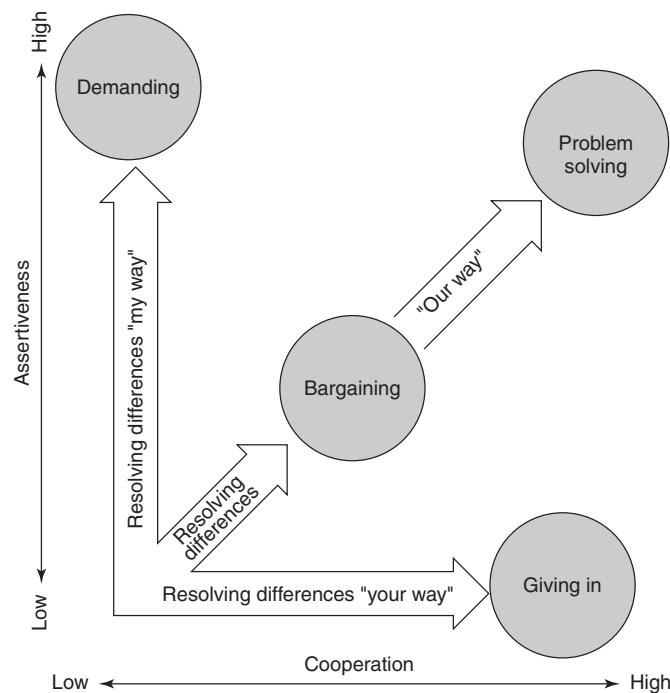 High
Demanding
Problem
solving
Assertiveness
Resolving differences "my way"
"Our way"
Bargaining
Resolving
differences
Resolving differences "your way"
Giving in
Low
Cooperation
Low
High